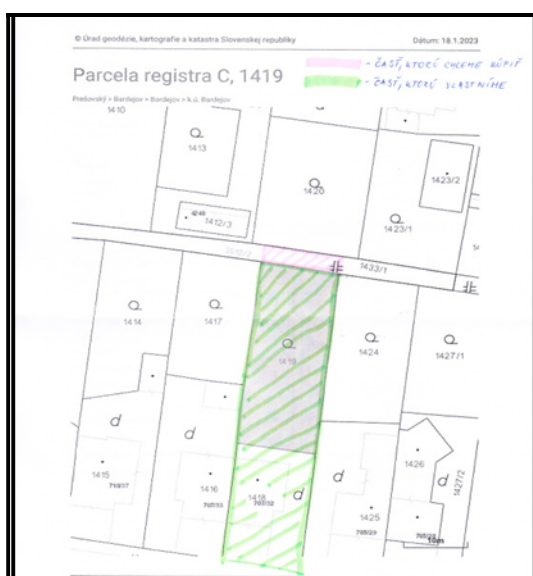 © Úrad geodézie, kartografie a katastra Slovenskej republiky
Dátum: 18.1.2023
Parcela registra C, 1419
- ČASŤ, KTORÚ CHCEME KÚPIŤ
- ČASŤ, KTORÚ VLASTNÍME
Prešovský > Bardejov > Bardejov > k.ú. Bardejov
1410
d
1413
1423/2
1420
1412/3
1423/1
1433/1
1414
1417
1419
1424
1427/1
d
d
d
d
d
1415
1416
1418
1425
1426
1427/2
10m